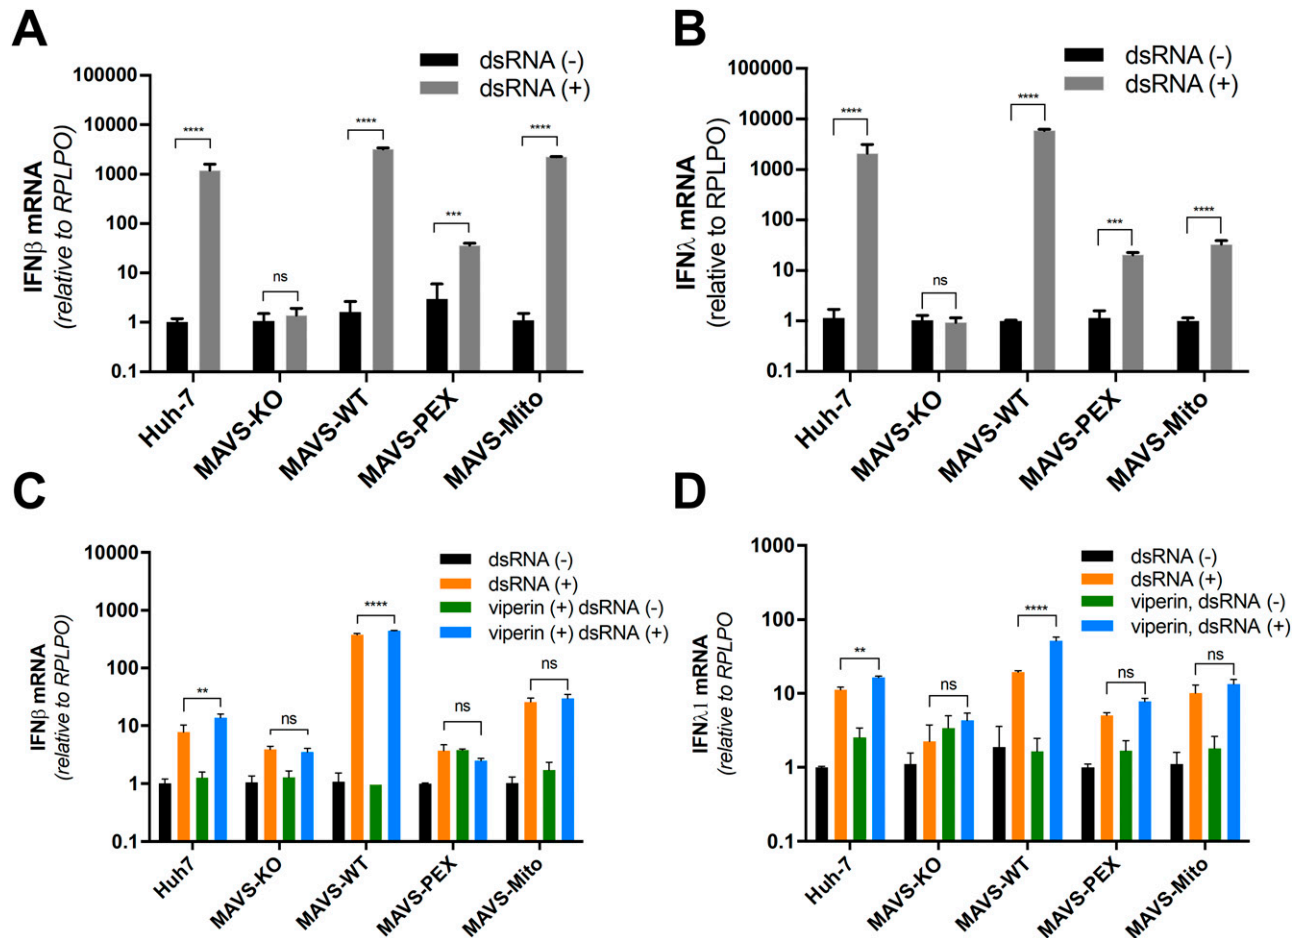 A
dsRNA (-)
dsRNA (+)
IFNβ mRNA
(relative to RPLPO)
100000
10000
1000
100
10
1
0.1
****
ns
****
***
****
Huh-7
MAVS-KO
MAVS-WT
MAVS-PEX
MAVS-Mito
B
dsRNA (-)
dsRNA (+)
IFNλ mRNA
(relative to RPLPO)
100000
10000
1000
100
10
1
0.1
****
ns
****
***
****
Huh-7
MAVS-KO
MAVS-WT
MAVS-PEX
MAVS-Mito
C
dsRNA (-)
dsRNA (+)
viperin (+) dsRNA (-)
viperin (+) dsRNA (+)
IFNβ mRNA
(relative to RPLPO)
10000
1000
100
10
1
0.1
**
ns
****
ns
ns
Huh7
MAVS-KO
MAVS-WT
MAVS-PEX
MAVS-Mito
D
dsRNA (-)
dsRNA (+)
viperin, dsRNA (-)
viperin, dsRNA (+)
IFNλ1 mRNA
(relative to RPLPO
1000
100
10
1
0.1
**
ns
****
ns
ns
Huh-7
MAVS-KO
MAVS-WT
MAVS-PEX
MAVS-Mito